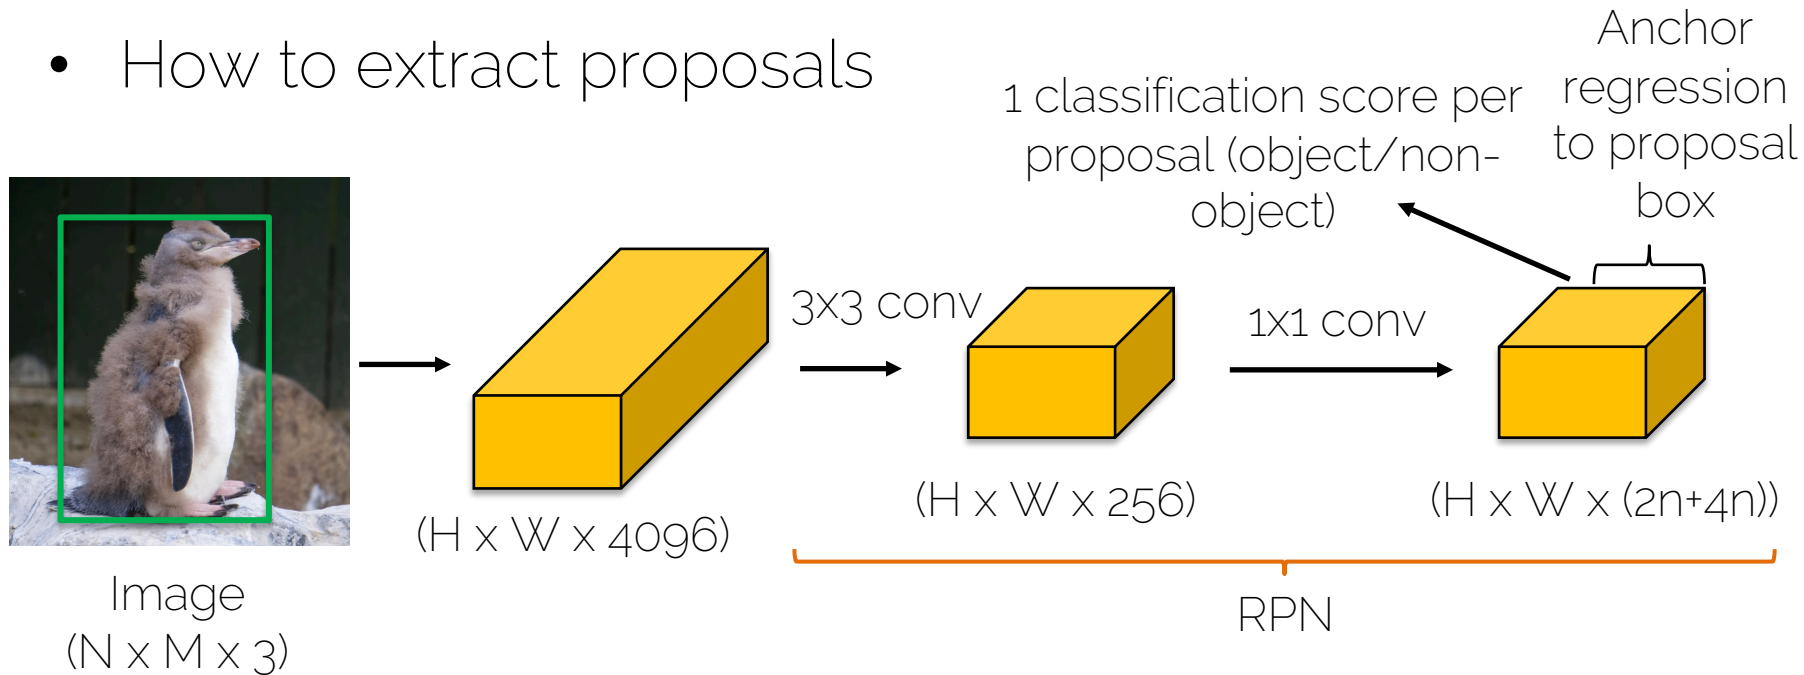 • How to extract proposals
1 classification score per
proposal (object/non-
object)
Anchor
regression
to proposal
box
3x3 conv
1x1 conv
(H x W x 4096)
(H x W x 256)
(H x W x (2n+4n))
Image
(N x M x 3)
RPN